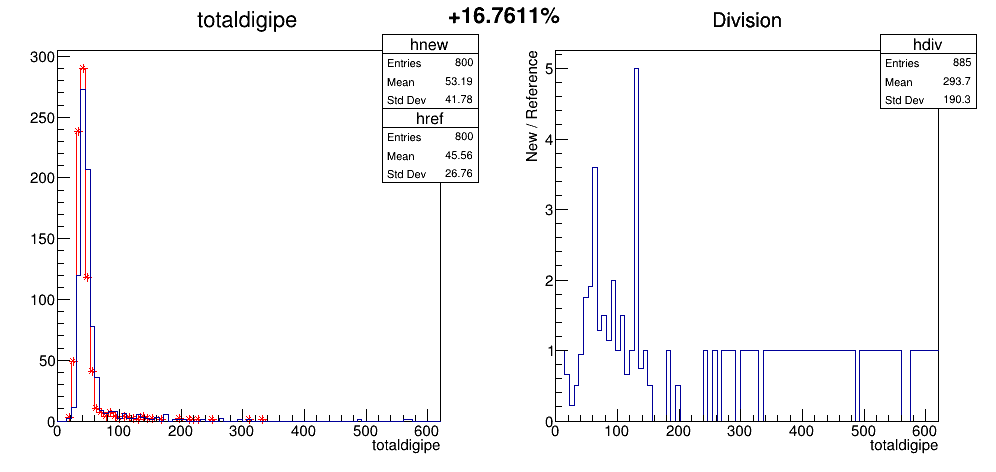 +16.7611%
totaldigipe
hnew
Entries 800
Mean 53.19
Std Dev 41.78
href
Entries 800
Mean 45.56
Std Dev 26.76
300
250
200
150
100
50
0
0 100 200 300 400 500 600
totaldigipe
Division
hdiv
Entries 885
Mean 293.7
Std Dev 190.3
New / Reference
5
4
3
2
1
0
0 100 200 300 400 500 600
totaldigipe